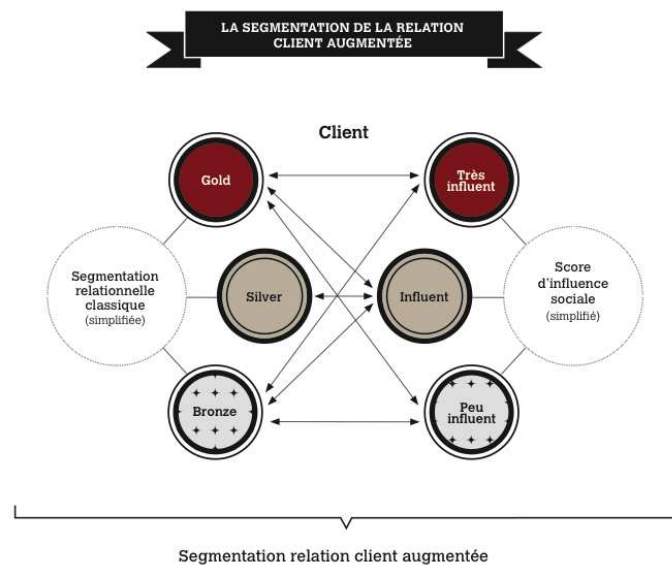 LA SEGMENTATION DE LA RELATION
CLIENT AUGMENTÉE
Client
Gold
Très
influent
Segmentation
relationnelle
classique
(simplifiée)
Silver
Influent
Score
d'influence
sociale
(simplifié)
Bronze
Peu
influent
Segmentation relation client augmentée